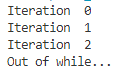 Iteration  0
Iteration  1
Iteration  2
Out of while...